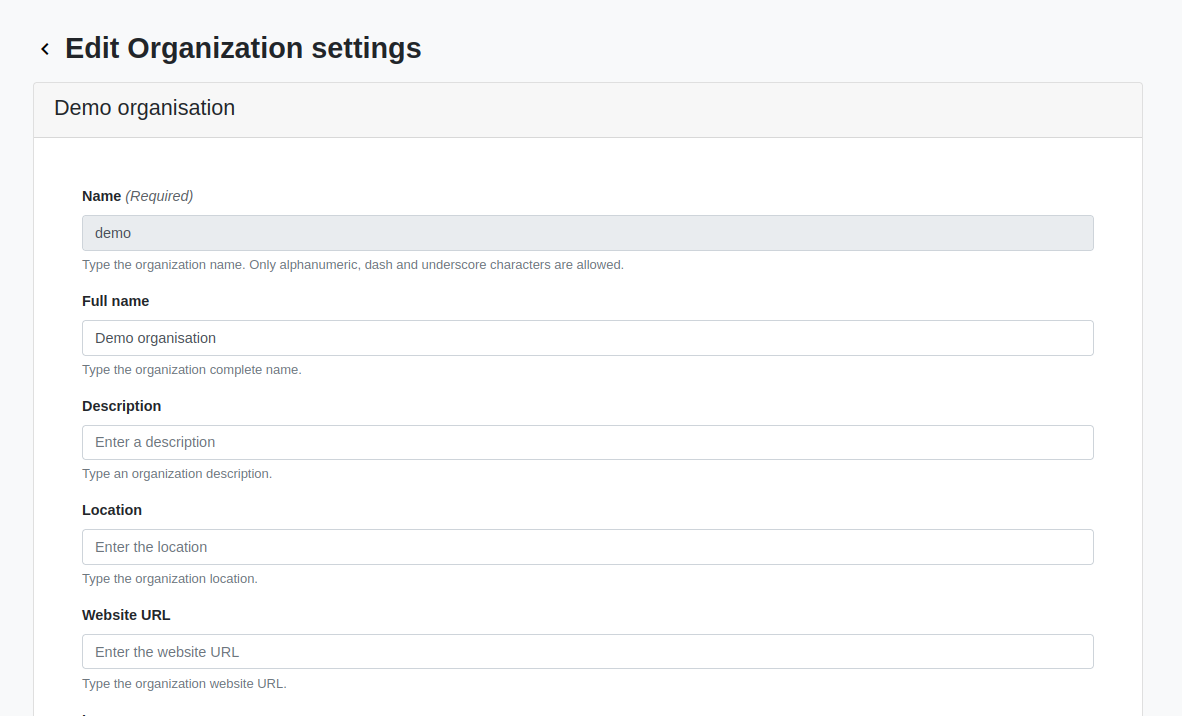 Edit Organization settings
Demo organisation
Name (Required)
demo
Type the organization name. Only alphanumeric, dash and underscore characters are allowed.
Full name
Demo organisation
Type the organization complete name.
Description
Enter a description
Type an organization description.
Location
Enter the location
Type the organization location.
Website URL
Enter the website URL
Type the organization website URL.